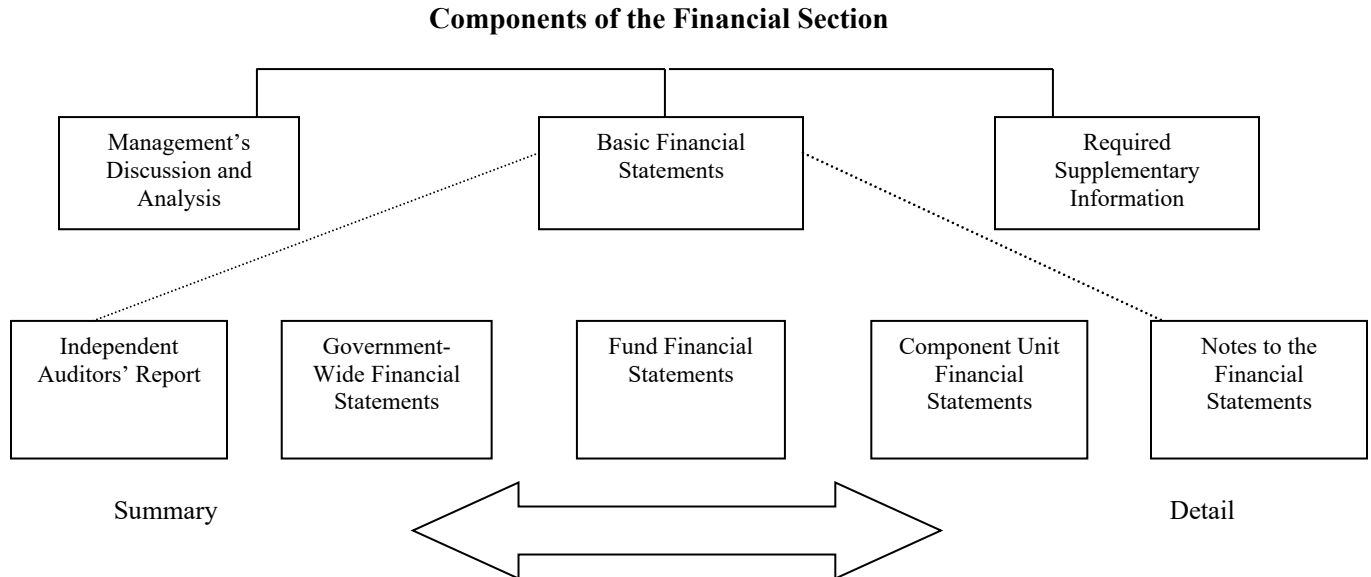 Components of the Financial Section
Management’s
Discussion and
Analysis
Basic Financial
Statements
Required
Supplementary
Information
Independent
Auditors’ Report
Government-
Wide Financial
Statements
Fund Financial
Statements
Component Unit
Financial
Statements
Notes to the
Financial
Statements
Summary
Detail